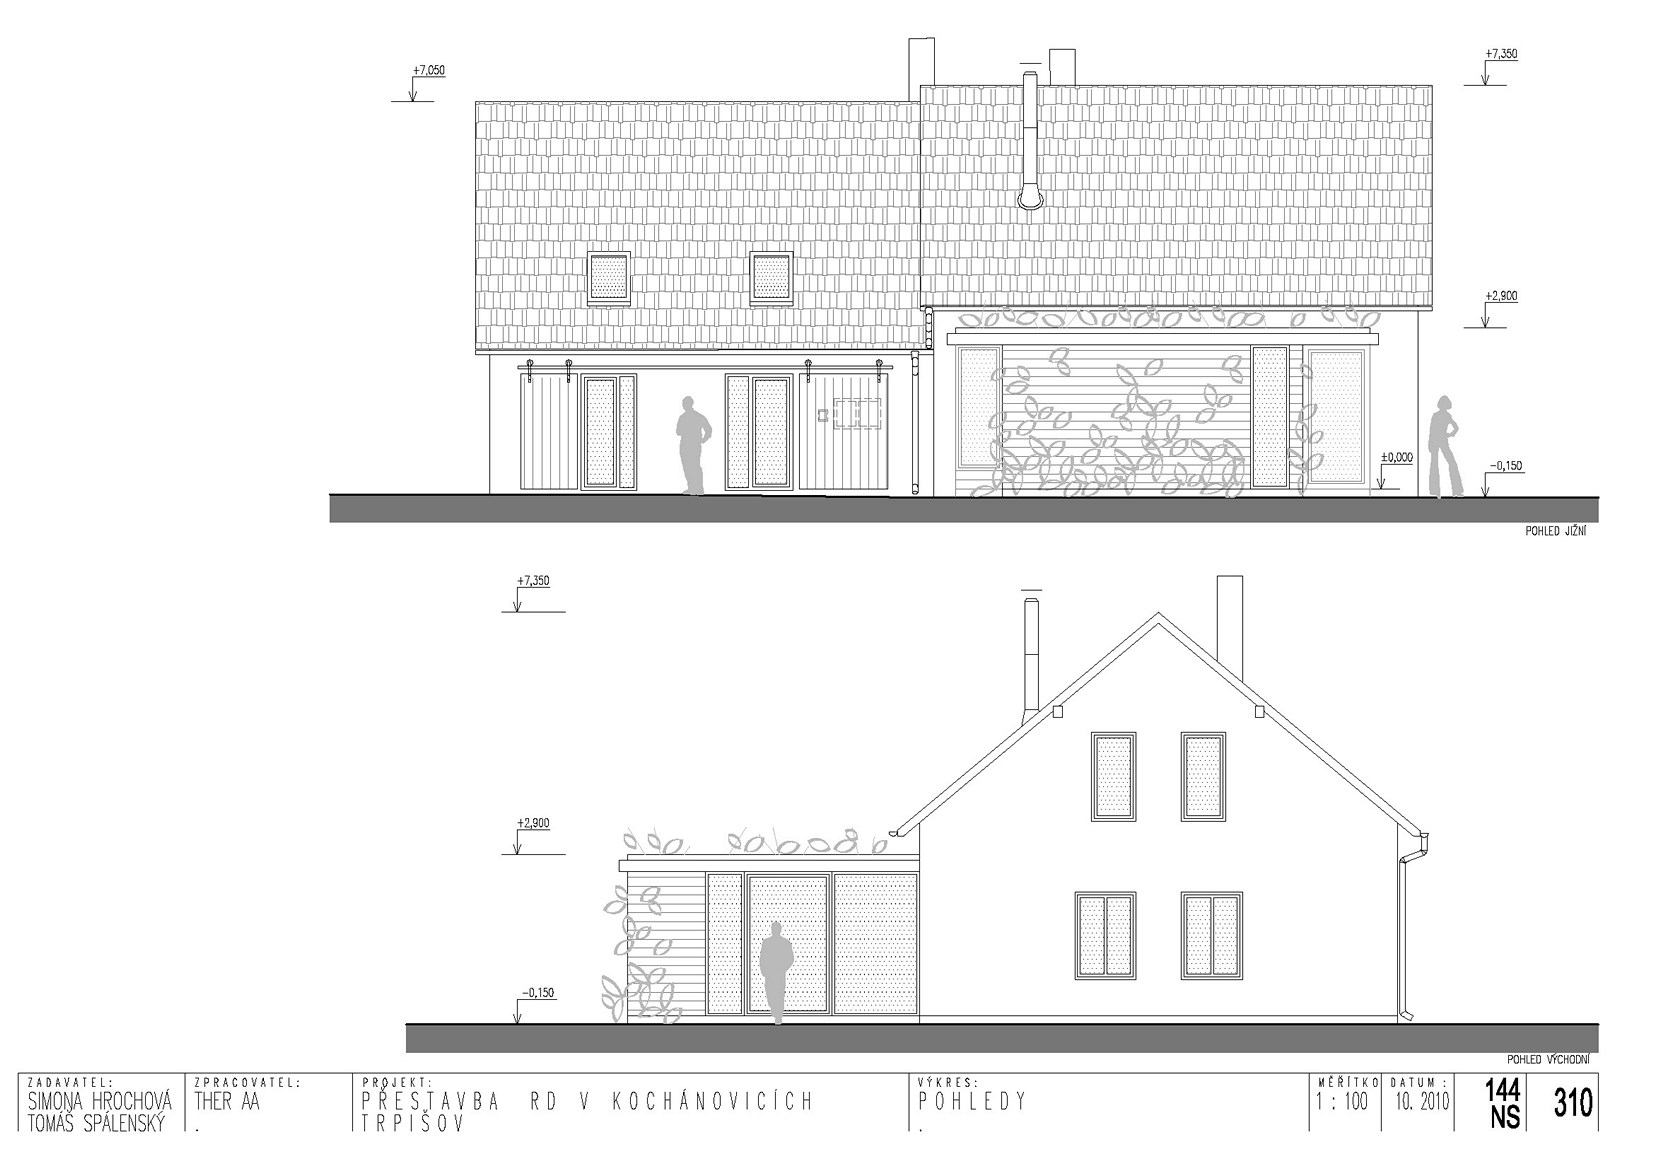 +7,050
+7,350
+2,900
±0,000
-0,150
POHLED JIŽNÍ
+7,350
+2,900
-0,150
POHLED VÝCHODNÍ
ZADAVATEL:
SIMONA HROCHOVÁ
TOMÁŠ SPÁLENSKÝ
ZPRACOVATEL:
THER AA
.
PROJEKT:
PŘESTAVBA RD V KOCHÁNOVICÍCH
TRPIŠOV
VÝKRES:
POHLEDY
.
MĚŘÍTKO
1 : 100
DATUM :
10. 2010
144
NS
310